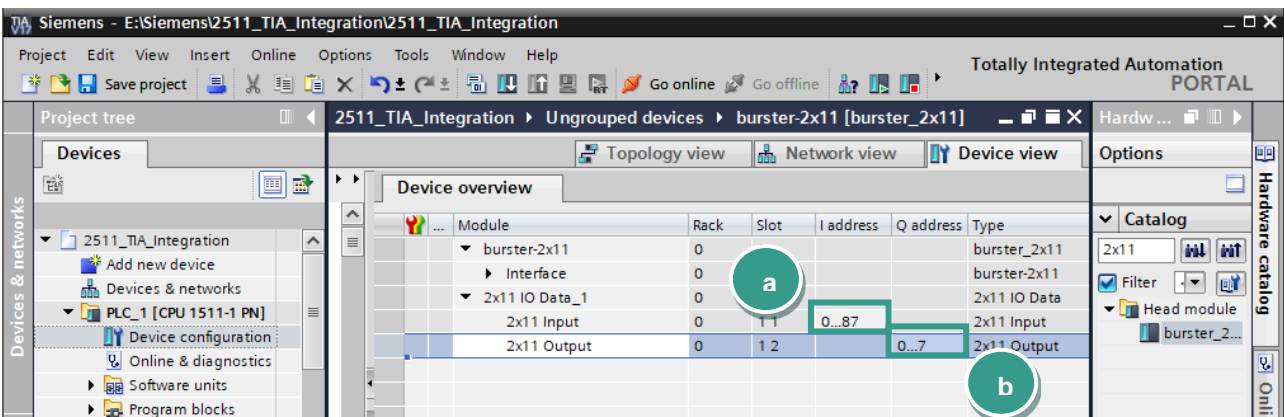 Siemens - E:\Siemens\2511_TIA_Integration\2511_TIA_Integration
Project Edit View Insert Online Options Tools Window Help
Totally Integrated Automation
PORTAL
Save project Go online Go offline
Project tree
2511_TIA_Integration Ungrouped devices burster-2x11 [burster_2x11]
Hardw ...
Devices
Topology view Network view Device view
Options
Device overview
Module Rack Slot I address Q address Type
burster-2x11 0 burster_2x11
Interface 0 burster-2x11
2x11 IO Data_1 0 2x11 IO Data
2x11 Input 0 1 1 0...87 2x11 Input
2x11 Output 0 1 2 0...7 2x11 Output
a
b
2511_TIA_Integration
Add new device
Devices & networks
PLC_1 [CPU 1511-1 PN]
Device configuration
Online & diagnostics
Software units
Program blocks
Catalog
2x11
Filter
Head module
burster_2...
Devices & networks
Hardware catalog
Onli